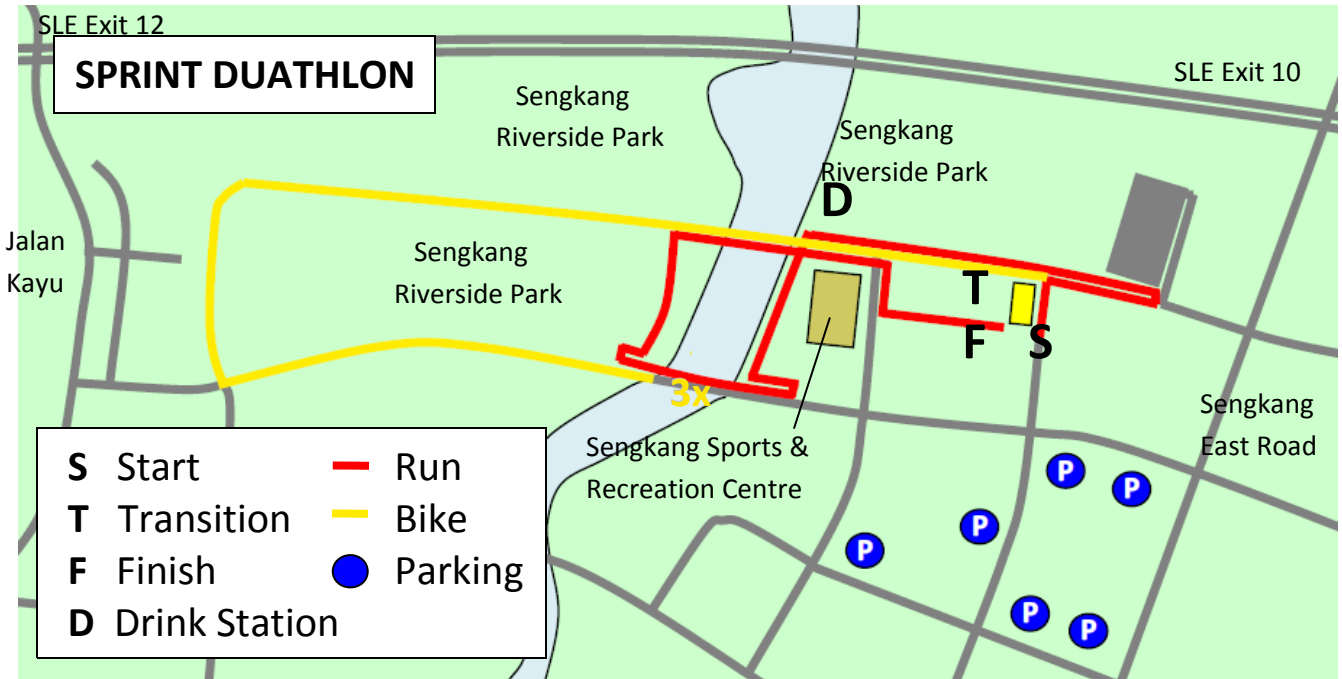 SLE Exit 12
SPRINT DUATHLON
SLE Exit 10
Sengkang
Riverside Park
Sengkang
Riverside Park
D
Jalan
Kayu
Sengkang
Riverside Park
T
F
S
3x
Sengkang
East Road
Sengkang Sports &
Recreation Centre
P
P
P
P
P
P
S Start
Run
T Transition
Bike
F Finish
Parking
D Drink Station